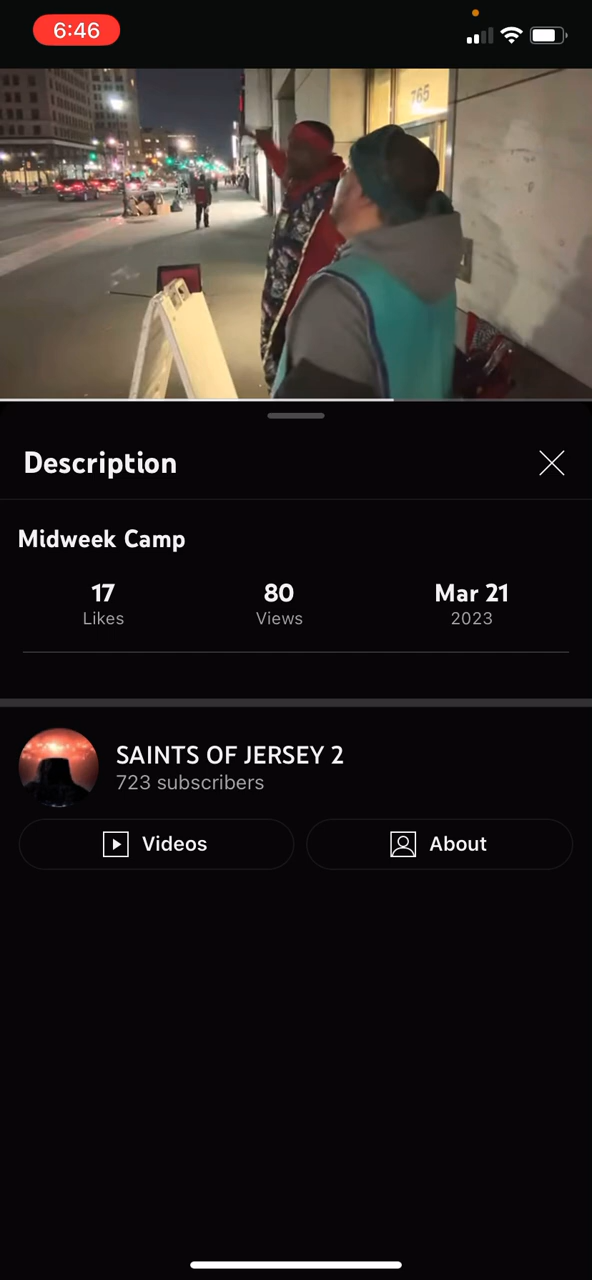 6:46
765
Description
Midweek Camp
17 80 Mar 21
Likes Views 2023
SAINTS OF JERSEY 2
723 subscribers
Videos About